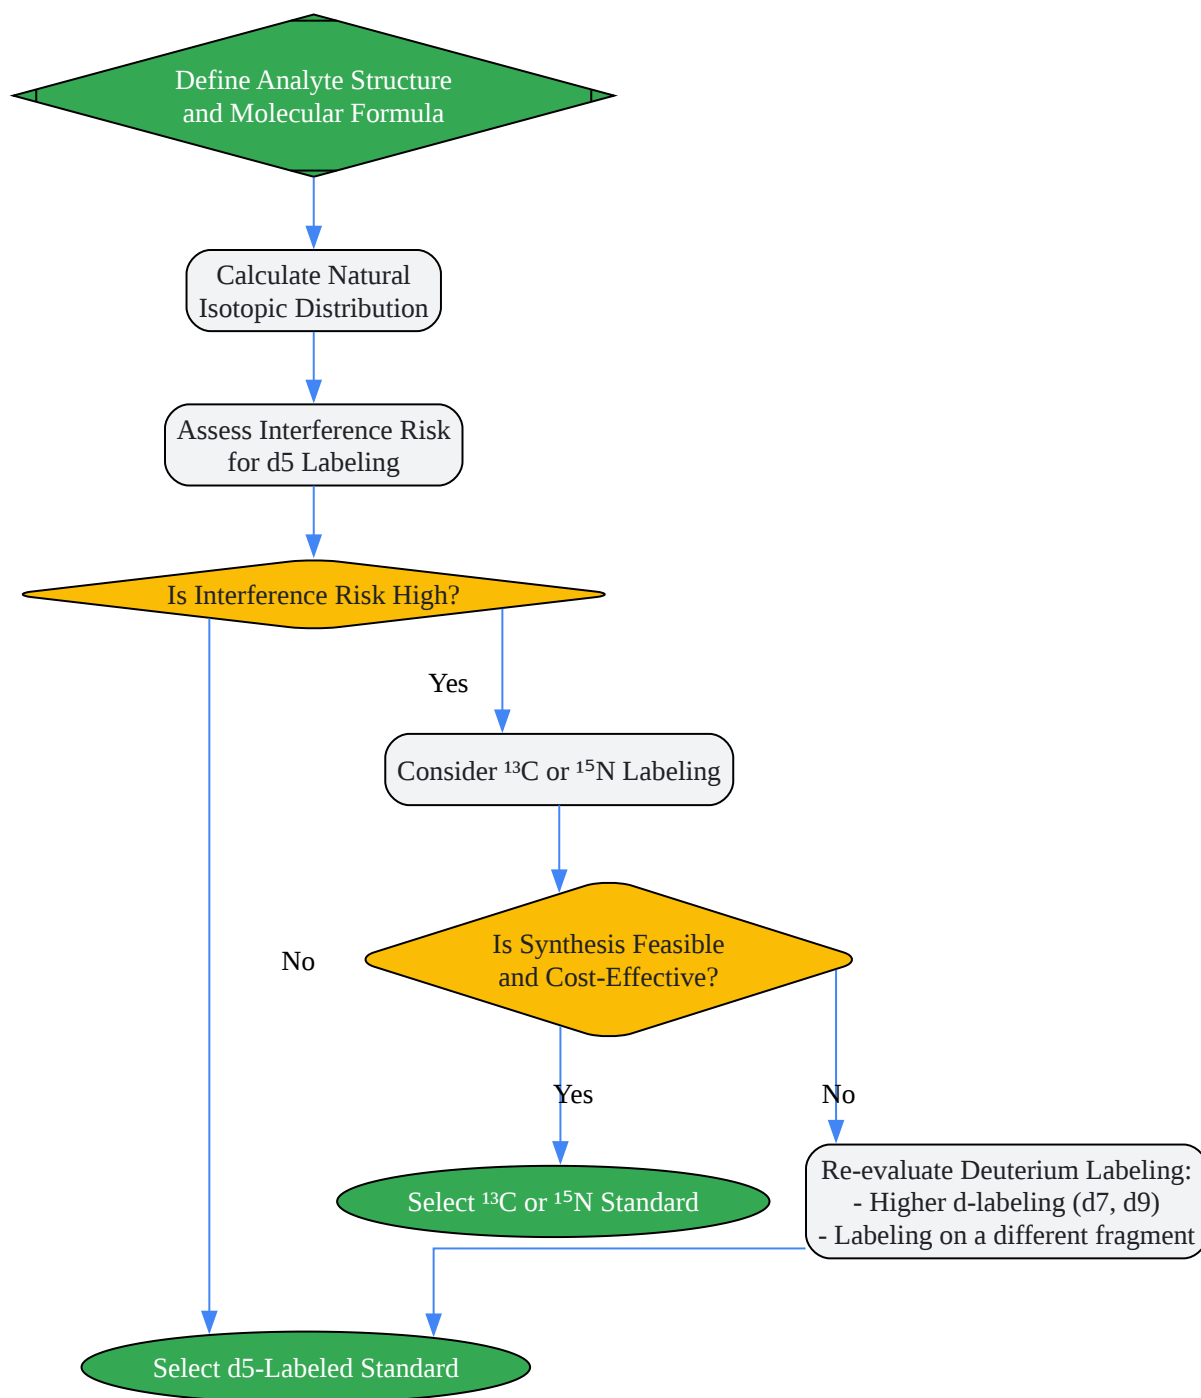 Define Analyte Structure
and Molecular Formula
Calculate Natural
Isotopic Distribution
Assess Interference Risk
for d5 Labeling
Is Interference Risk High?
Yes
Consider ¹³C or ¹⁵N Labeling
Is Synthesis Feasible
and Cost-Effective?
No
Yes
No
Re-evaluate Deuterium Labeling:
- Higher d-labeling (d7, d9)
- Labeling on a different fragment
Select ¹³C or ¹⁵N Standard
Select d5-Labeled Standard